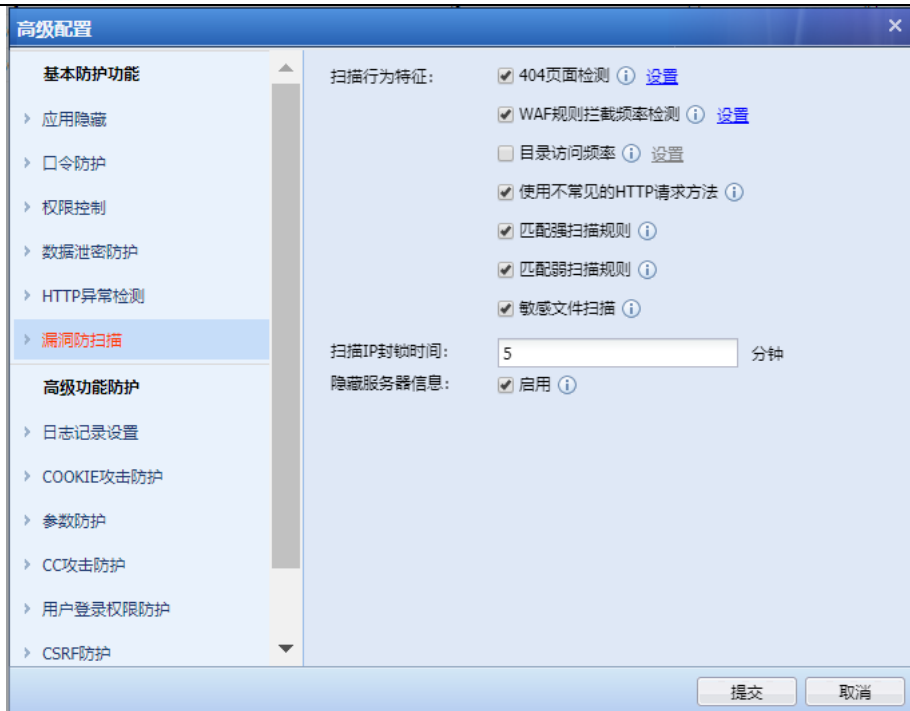 高级配置
基本防护功能
应用隐藏
口令防护
权限控制
数据泄密防护
HTTP异常检测
漏洞防扫描
高级功能防护
日志记录设置
COOKIE攻击防护
参数防护
CC攻击防护
用户登录权限防护
CSRF防护
扫描行为特征:
404页面检测 设置
WAF规则拦截频率检测 设置
目录访问频率 设置
使用不常见的HTTP请求方法
匹配强扫描规则
匹配弱扫描规则
敏感文件扫描
扫描IP封锁时间: 5 分钟
隐藏服务器信息: 启用
提交 取消